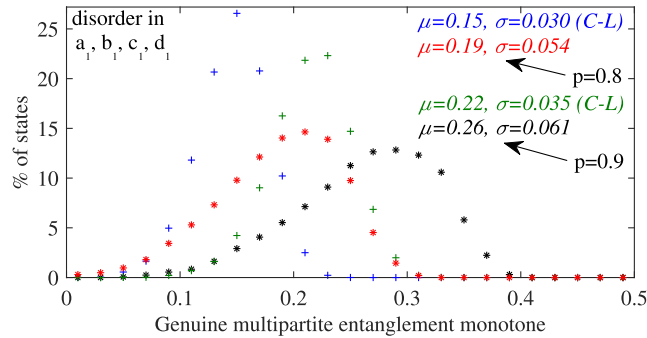 disorder in
a₁, b₁, c₁, d₁
μ=0.15, σ=0.030 (C-L)
μ=0.19, σ=0.054
p=0.8
μ=0.22, σ=0.035 (C-L)
μ=0.26, σ=0.061
p=0.9
% of states
25
20
15
10
5
0
0 0.1 0.2 0.3 0.4 0.5
Genuine multipartite entanglement monotone